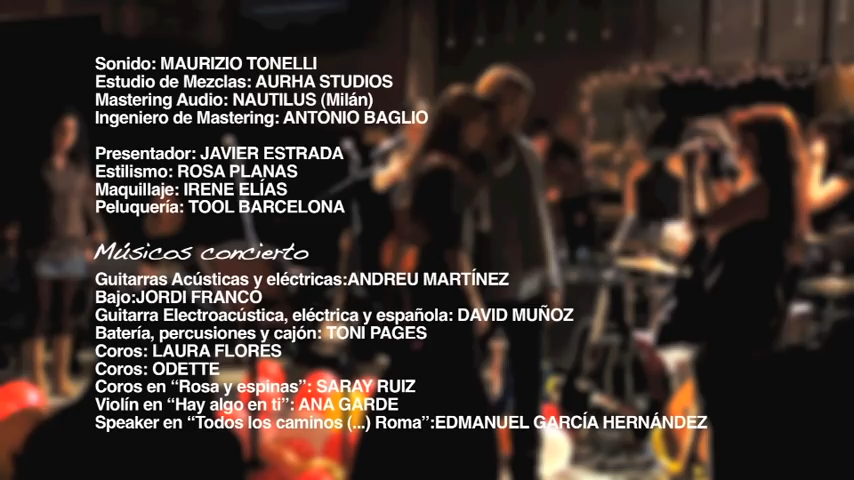 Sonido: MAURIZIO TONELLI
Estudio de Mezclas: AURHA STUDIOS
Mastering Audio: NAUTILUS (Milán)
Ingeniero de Mastering: ANTONIO BAGLIO
Presentador: JAVIER ESTRADA
Estilismo: ROSA PLANAS
Maquillaje: IRENE ELÍAS
Peluquería: TOOL BARCELONA
Músicos concierto
Guitarras Acústicas y eléctricas:ANDREU MARTÍNEZ
Bajo:JORDI FRANCO
Guitarra Electroacústica, eléctrica y española: DAVID MUÑOZ
Batería, percusiones y cajón: TONI PAGES
Coros: LAURA FLORES
Coros: ODETTE
Coros en “Rosa y espinas”: SARAY RUIZ
Violín en “Hay algo en ti”: ANA GARDE
Speaker en “Todos los caminos (...) Roma”:EDMANUEL GARCÍA HERNÁNDEZ